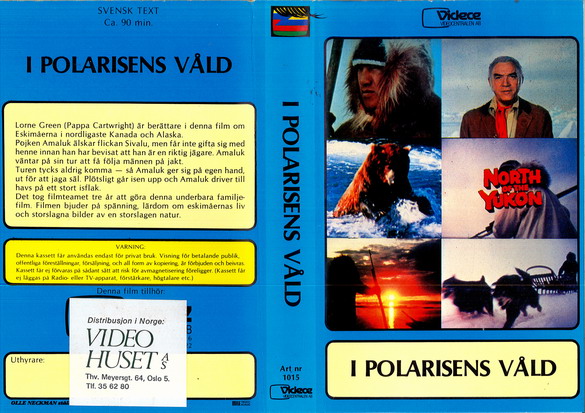 SVENSK TEXT
Ca. 90 min.
I POLARISENS VÅLD
Lorne Green (Pappa Cartwright) är berättare i denna film om
Eskimåerna i nordligaste Kanada och Alaska.
Pojken Amaluk älskar flickan Sivalu, men får inte gifta sig med
henne innan han har bevisat att han är en riktig jägare. Amaluk
väntar på sin tur att få följa männen på jakt.
Turen tycks aldrig komma — så Amaluk ger sig på egen hand,
ut för att jaga säl. Plötsligt går isen upp och Amaluk driver till
havs på ett stort isflak.
Det tog filmteamet tre år att göra denna underbara familje-
film. Filmen bjuder på spänning, lärdom om eskimåernas liv
och storslagna bilder av en storslagen natur.
VARNING:
Denna kassett får användas endast för privat bruk. Visning för betalande publik,
offentliga föreställningar, försäljning, och all form av kopiering är förbjuden och beivras.
Kassett får ej förvaras på sådant sätt att risk för avmagnetisering föreligger. (Kassett får
ej läggas på Radio- eller TV-apparat, förstärkare, högtalare etc.)
Denna film tillhör:
Distribusjon i Norge:
VIDEO
HUSET A/S
Thv. Meyersgt. 64, Oslo 5.
Tlf. 35 62 80
Uthyrare:
OLLE NECKMAN
I POLARISENS VÅLD
Art nr
1015
Videce
VIDEOCENTRALEN AB
Videce
VIDEOCENTRALEN AB
NORTH
OF THE
YUKON
I POLARISENS VÅLD